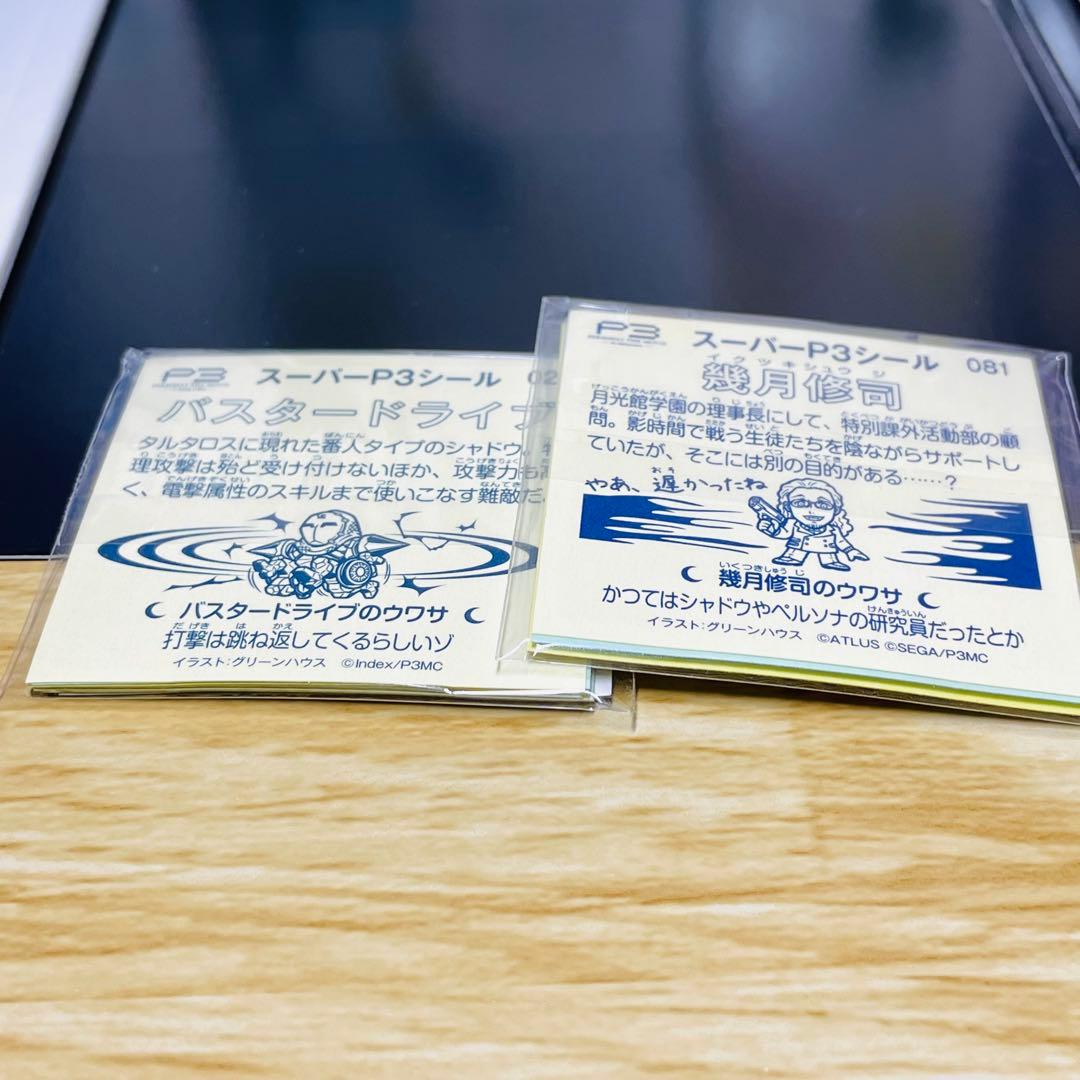 P3
スーパーP3シール
02
バスタードライブ
タルタロスに現れた番人タイプのシャドウ。
理攻撃は殆ど受け付けないほか、攻撃力も
く、電撃属性のスキルまで使いこなす難敵だ
バスタードライブのウワサ
打撃は跳ね返してくるらしいゾ
イラスト:グリーンハウス ©Index/P3MC
P3
スーパーP3シール
081
イクツキシュウジ
幾月修司
月光館学園の理事長にして、特別課外活動部の顧
問。影時間で戦う生徒たちを陰ながらサポートし
ていたが、そこには別の目的がある……?
やあ、遅かったね
幾月修司のウワサ
かつてはシャドウやペルソナの研究員だったとか
イラスト:グリーンハウス ©ATLUS ©SEGA/P3MC